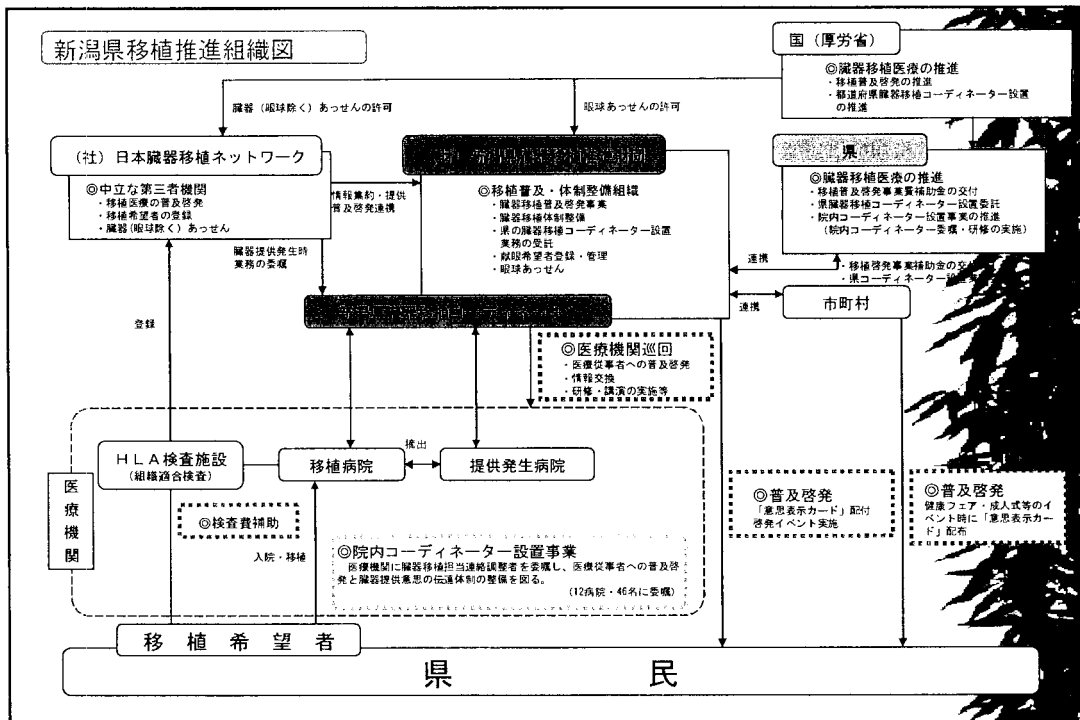 新潟県移植推進組織図
国(厚労省)
◎臓器移植医療の推進
・移植普及啓発の推進
・都道府県臓器移植コーディネーター設置
の推進
臓器(眼球除く)あっせんの許可
眼球あっせんの許可
(社)日本臓器移植ネットワーク
◎中立な第三者機関
・移植医療の普及啓発
・移植希望者の登録
・臓器(眼球除く)あっせん
情報集約・提供
普及啓発連携
臓器提供発生時
業務の委嘱
◎移植普及・体制整備組織
・臓器移植普及啓発事業
・臓器移植体制整備
・県の臓器移植コーディネーター設置
業務の受託
・献眼希望者登録・管理
・眼球あっせん
県
◎臓器移植医療の推進
・移植普及啓発事業費補助金の交付
・県臓器移植コーディネーター設置委託
・院内コーディネーター設置事業の推進
(院内コーディネーター委嘱・研修の実施)
連携
・移植啓発事業補助金の交付
・県コーディネーター設置
連携
市町村
登録
◎医療機関巡回
・医療従事者への普及啓発
・情報交換
・研修・講演の実施等
医療機関
HLA検査施設
(組織適合検査)
移植病院
摘出
提供発生病院
◎検査費補助
入院・移植
◎院内コーディネーター設置事業
医療機関に臓器移植担当連絡調整者を委嘱し、医療従事者への普及啓
発と臓器提供意思の伝達体制の整備を図る。
(12病院・46名に委嘱)
◎普及啓発
「意思表示カード」配付
啓発イベント実施
◎普及啓発
健康フェア・成人式等のイ
ベント時に「意思表示カー
ド」配布
移植希望者
県民